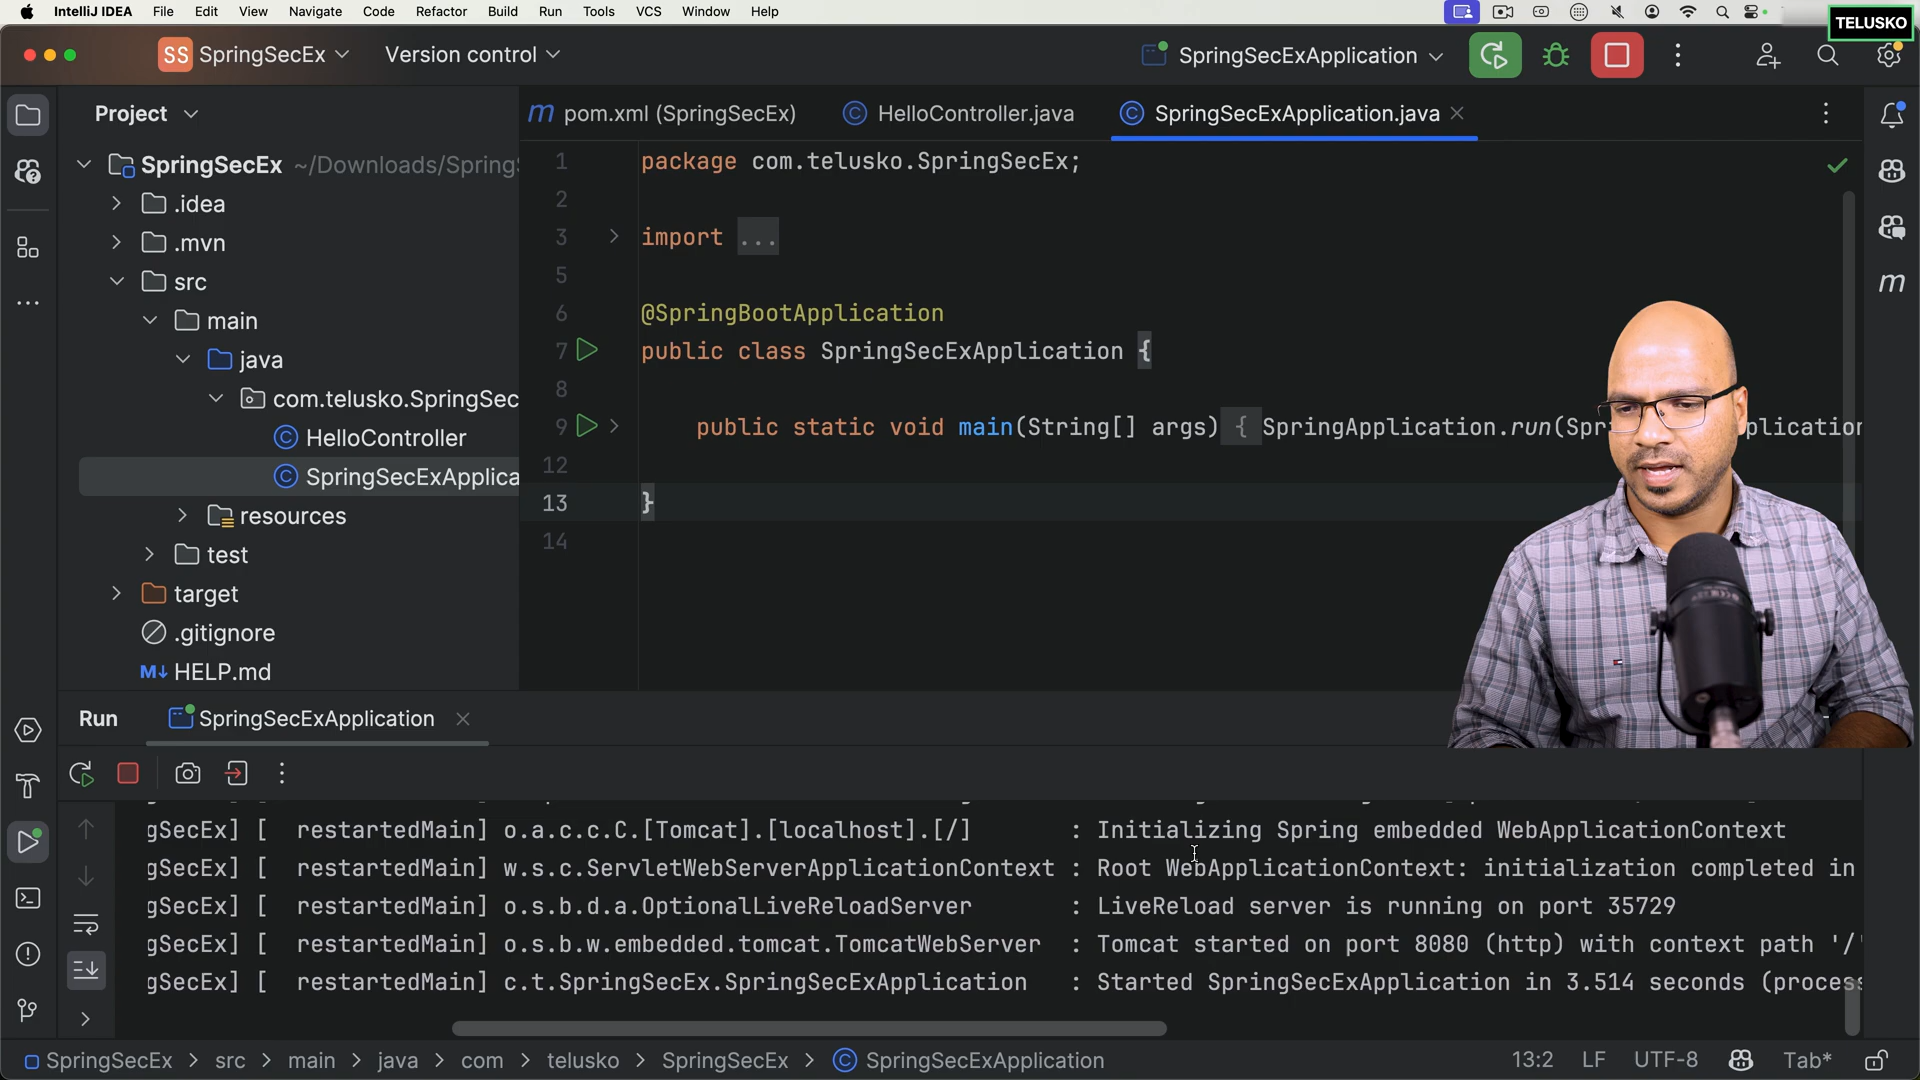 IntelliJ IDEA File Edit View Navigate Code Refactor Build Run Tools VCS Window Help
TELUSKO
SS SpringSecEx Version control SpringSecExApplication
Project
pom.xml (SpringSecEx) HelloController.java SpringSecExApplication.java
SpringSecEx ~/Downloads/Spring
.idea
.mvn
src
main
java
com.telusko.SpringSec
HelloController
SpringSecExApplica
resources
test
target
.gitignore
HELP.md
1 package com.telusko.SpringSecEx;
2
3 import ...
5
6 @SpringBootApplication
7 public class SpringSecExApplication {
8
9 public static void main(String[] args) { SpringApplication.run(Spr plication
12
13 }
14
Run SpringSecExApplication
gSecEx] [ restartedMain] o.a.c.c.C.[Tomcat].[localhost].[/] : Initializing Spring embedded WebApplicationContext
gSecEx] [ restartedMain] w.s.c.ServletWebServerApplicationContext : Root WebApplicationContext: initialization completed in
gSecEx] [ restartedMain] o.s.b.d.a.OptionalLiveReloadServer : LiveReload server is running on port 35729
gSecEx] [ restartedMain] o.s.b.w.embedded.tomcat.TomcatWebServer : Tomcat started on port 8080 (http) with context path '/'
gSecEx] [ restartedMain] c.t.SpringSecEx.SpringSecExApplication : Started SpringSecExApplication in 3.514 seconds (process
SpringSecEx > src > main > java > com > telusko > SpringSecEx > SpringSecExApplication 13:2 LF UTF-8 Tab*